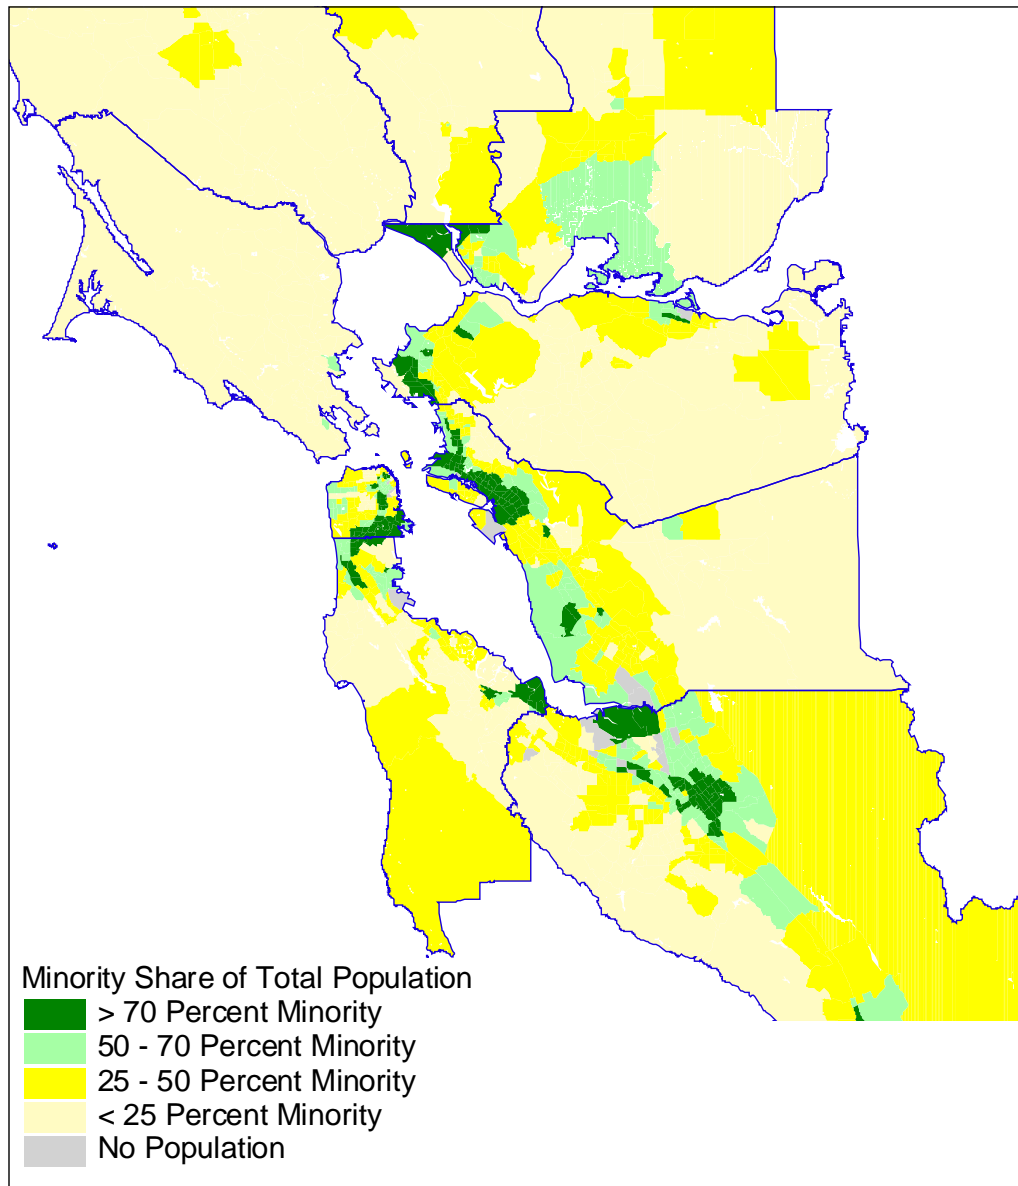 Minority Share of Total Population
> 70 Percent Minority
50 - 70 Percent Minority
25 - 50 Percent Minority
< 25 Percent Minority
No Population